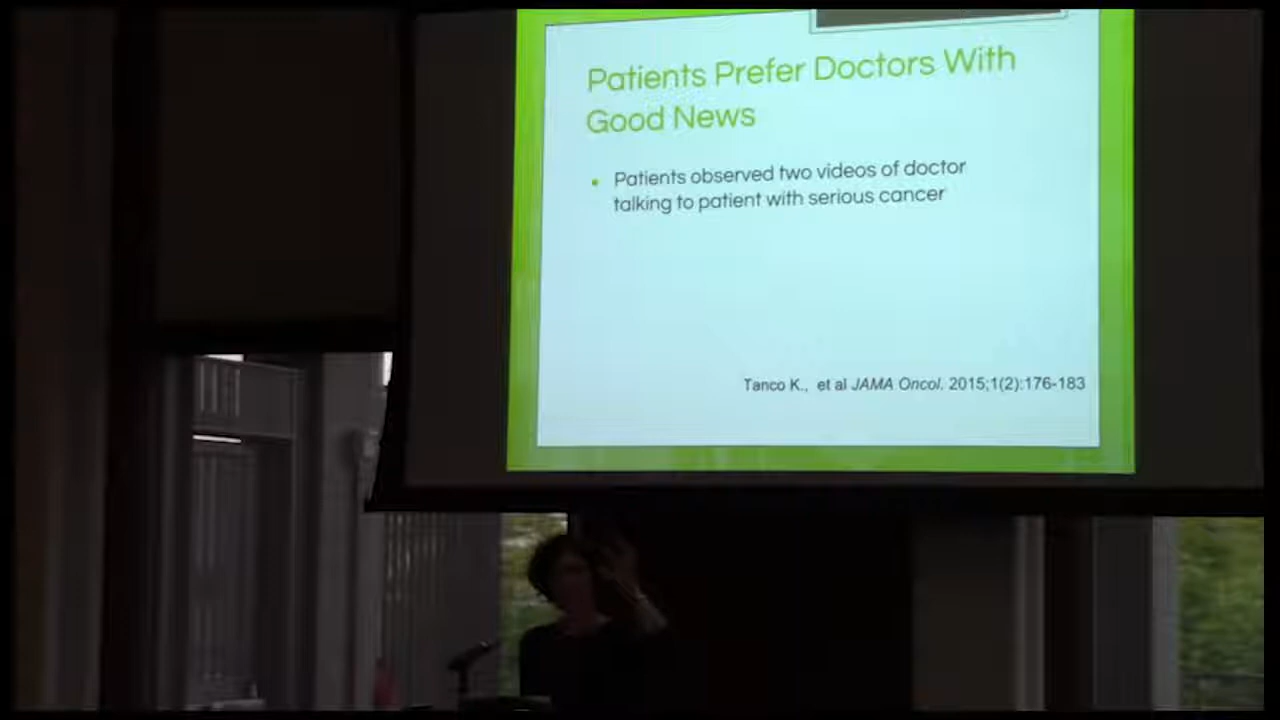 Patients Prefer Doctors With
Good News
• Patients observed two videos of doctor
talking to patient with serious cancer
Tanco K., et al JAMA Oncol. 2015;1(2):176-183